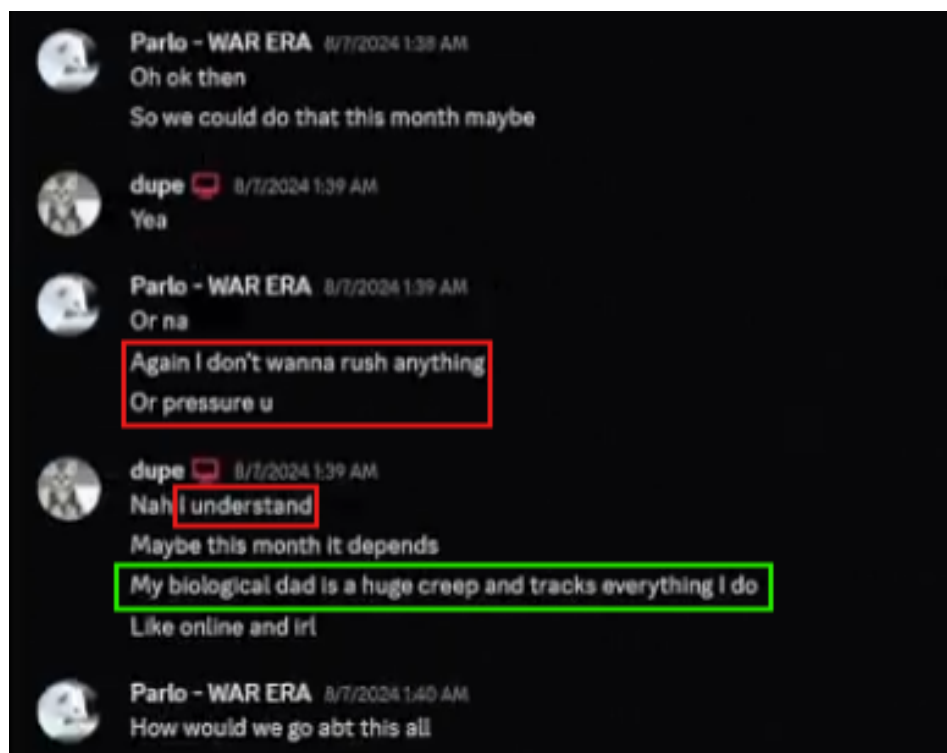 Parlo - WAR ERA 8/7/2024 1:38 AM
Oh ok then
So we could do that this month maybe
dupe 8/7/2024 1:39 AM
Yea
Parlo - WAR ERA 8/7/2024 1:39 AM
Or na
Again I don't wanna rush anything
Or pressure u
dupe 8/7/2024 1:39 AM
Nah I understand
Maybe this month it depends
My biological dad is a huge creep and tracks everything I do
Like online and irl
Parlo - WAR ERA 8/7/2024 1:40 AM
How would we go abt this all